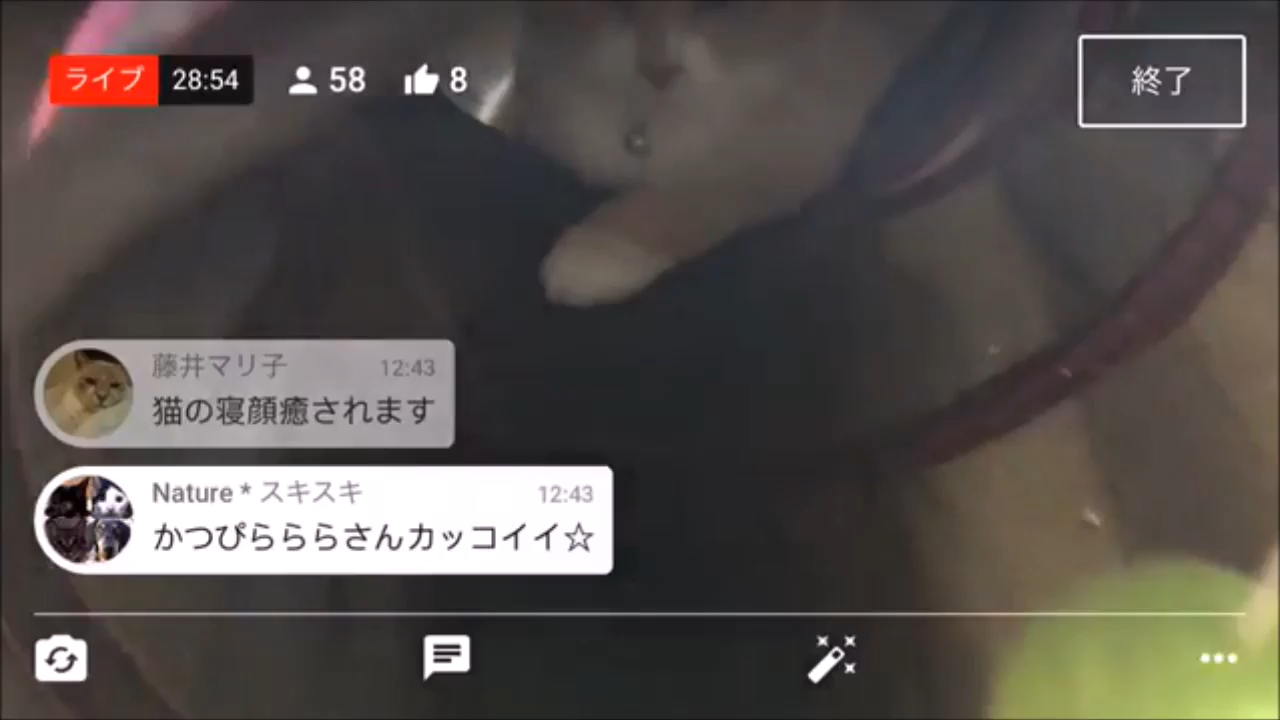 ライブ 28:54 58 8
終了
藤井マリ子 12:43
猫の寝顔癒されます
Nature * スキスキ 12:43
かつぴらららさんカッコイイ☆